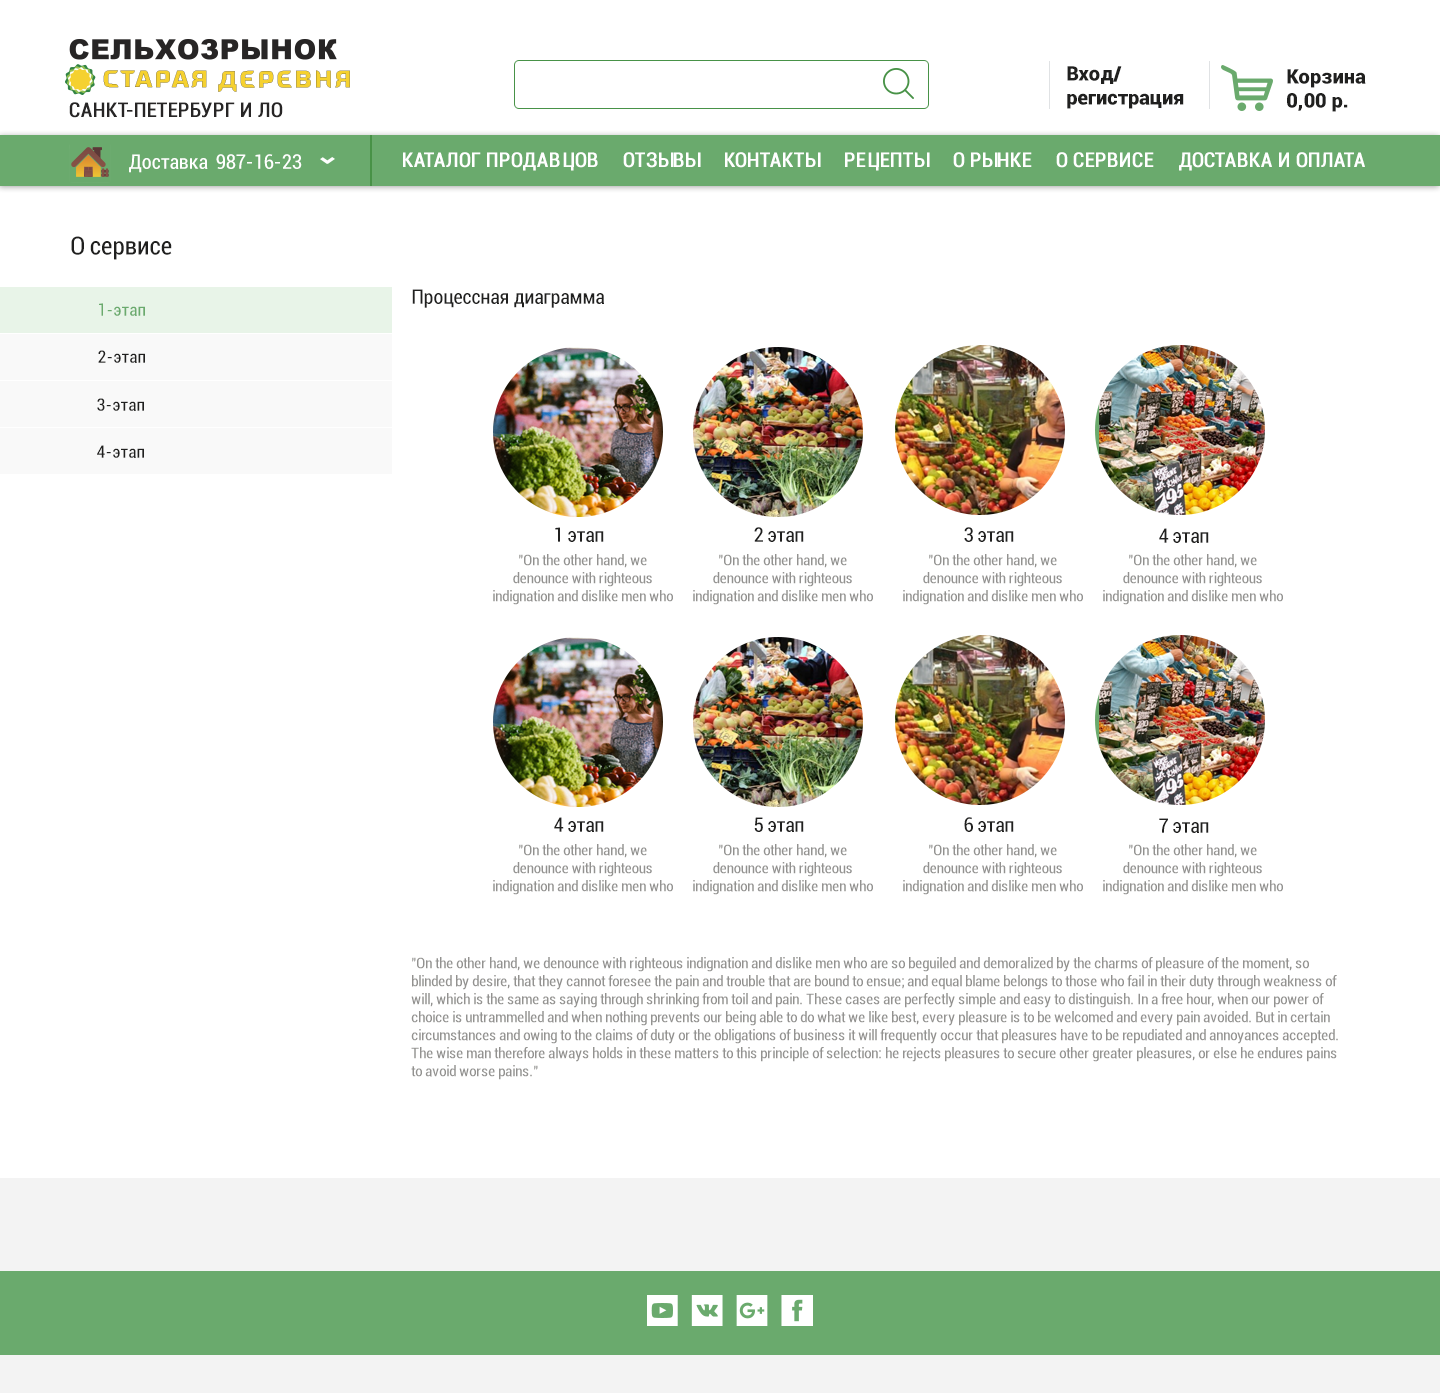 СЕЛЬХОЗРЫНОК
СТАРАЯ ДЕРЕВНЯ
САНКТ-ПЕТЕРБУРГ И ЛО
Вход/
регистрация
Корзина
0,00 р.
Доставка 987-16-23
КАТАЛОГ ПРОДАВЦОВ ОТЗЫВЫ КОНТАКТЫ РЕЦЕПТЫ О РЫНКЕ О СЕРВИСЕ ДОСТАВКА И ОПЛАТА
О сервисе
1-этап
2-этап
3-этап
4-этап
Процессная диаграмма
1 этап
"On the other hand, we
denounce with righteous
indignation and dislike men who
2 этап
"On the other hand, we
denounce with righteous
indignation and dislike men who
3 этап
"On the other hand, we
denounce with righteous
indignation and dislike men who
4 этап
"On the other hand, we
denounce with righteous
indignation and dislike men who
4 этап
"On the other hand, we
denounce with righteous
indignation and dislike men who
5 этап
"On the other hand, we
denounce with righteous
indignation and dislike men who
6 этап
"On the other hand, we
denounce with righteous
indignation and dislike men who
7 этап
"On the other hand, we
denounce with righteous
indignation and dislike men who
"On the other hand, we denounce with righteous indignation and dislike men who are so beguiled and demoralized by the charms of pleasure of the moment, so
blinded by desire, that they cannot foresee the pain and trouble that are bound to ensue; and equal blame belongs to those who fail in their duty through weakness of
will, which is the same as saying through shrinking from toil and pain. These cases are perfectly simple and easy to distinguish. In a free hour, when our power of
choice is untrammelled and when nothing prevents our being able to do what we like best, every pleasure is to be welcomed and every pain avoided. But in certain
circumstances and owing to the claims of duty or the obligations of business it will frequently occur that pleasures have to be repudiated and annoyances accepted.
The wise man therefore always holds in these matters to this principle of selection: he rejects pleasures to secure other greater pleasures, or else he endures pains
to avoid worse pains."